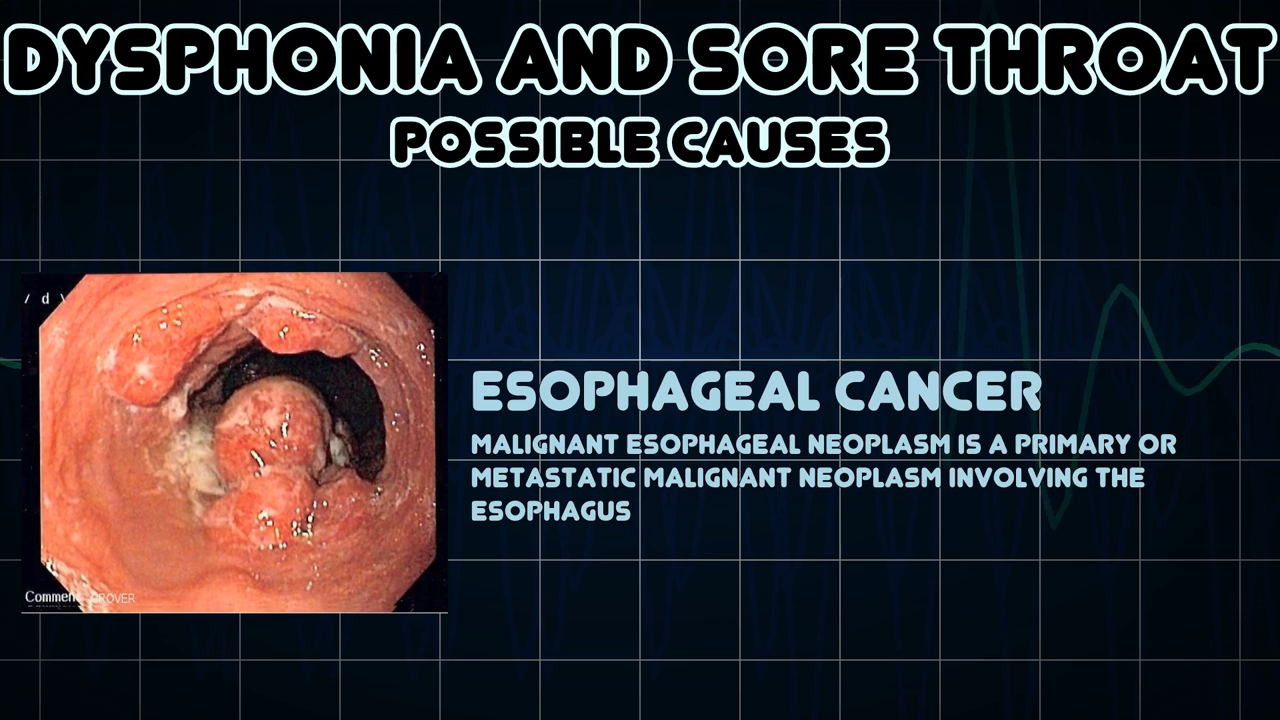 DYSPHONIA AND SORE THROAT
POSSIBLE CAUSES
/ d \
ESOPHAGEAL CANCER
MALIGNANT ESOPHAGEAL NEOPLASM IS A PRIMARY OR
METASTATIC MALIGNANT NEOPLASM INVOLVING THE
ESOPHAGUS